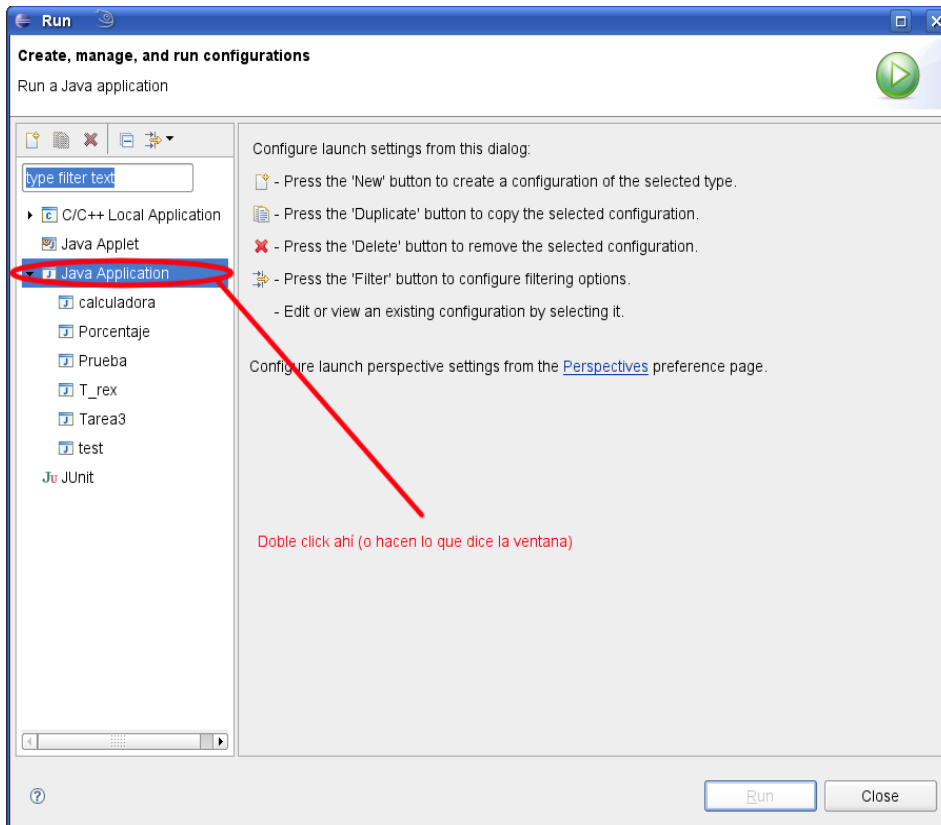 Run
Create, manage, and run configurations
Run a Java application
type filter text
C/C++ Local Application
Java Applet
Java Application
calculadora
Porcentaje
Prueba
T_rex
Tarea3
test
JUnit
Configure launch settings from this dialog:
- Press the 'New' button to create a configuration of the selected type.
- Press the 'Duplicate' button to copy the selected configuration.
- Press the 'Delete' button to remove the selected configuration.
- Press the 'Filter' button to configure filtering options.
- Edit or view an existing configuration by selecting it.
Configure launch perspective settings from the Perspectives preference page.
Doble click ahí (o hacen lo que dice la ventana)
Run
Close